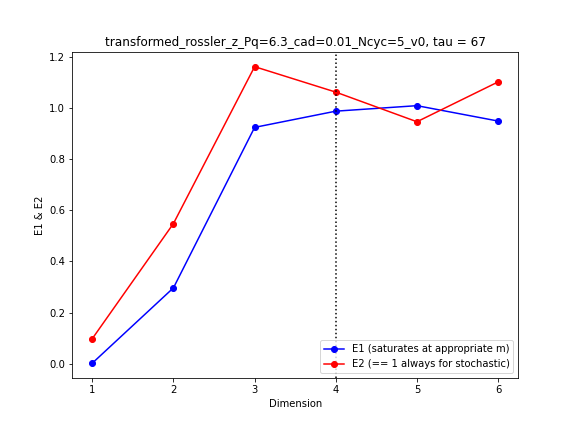 transformed_rossler_z_Pq=6.3_cad=0.01_Ncyc=5_v0, tau = 67
1.2
1.0
0.8
0.6
0.4
0.2
0.0
E1 & E2
E1 (saturates at appropriate m)
E2 (== 1 always for stochastic)
1 2 3 4 5 6
Dimension